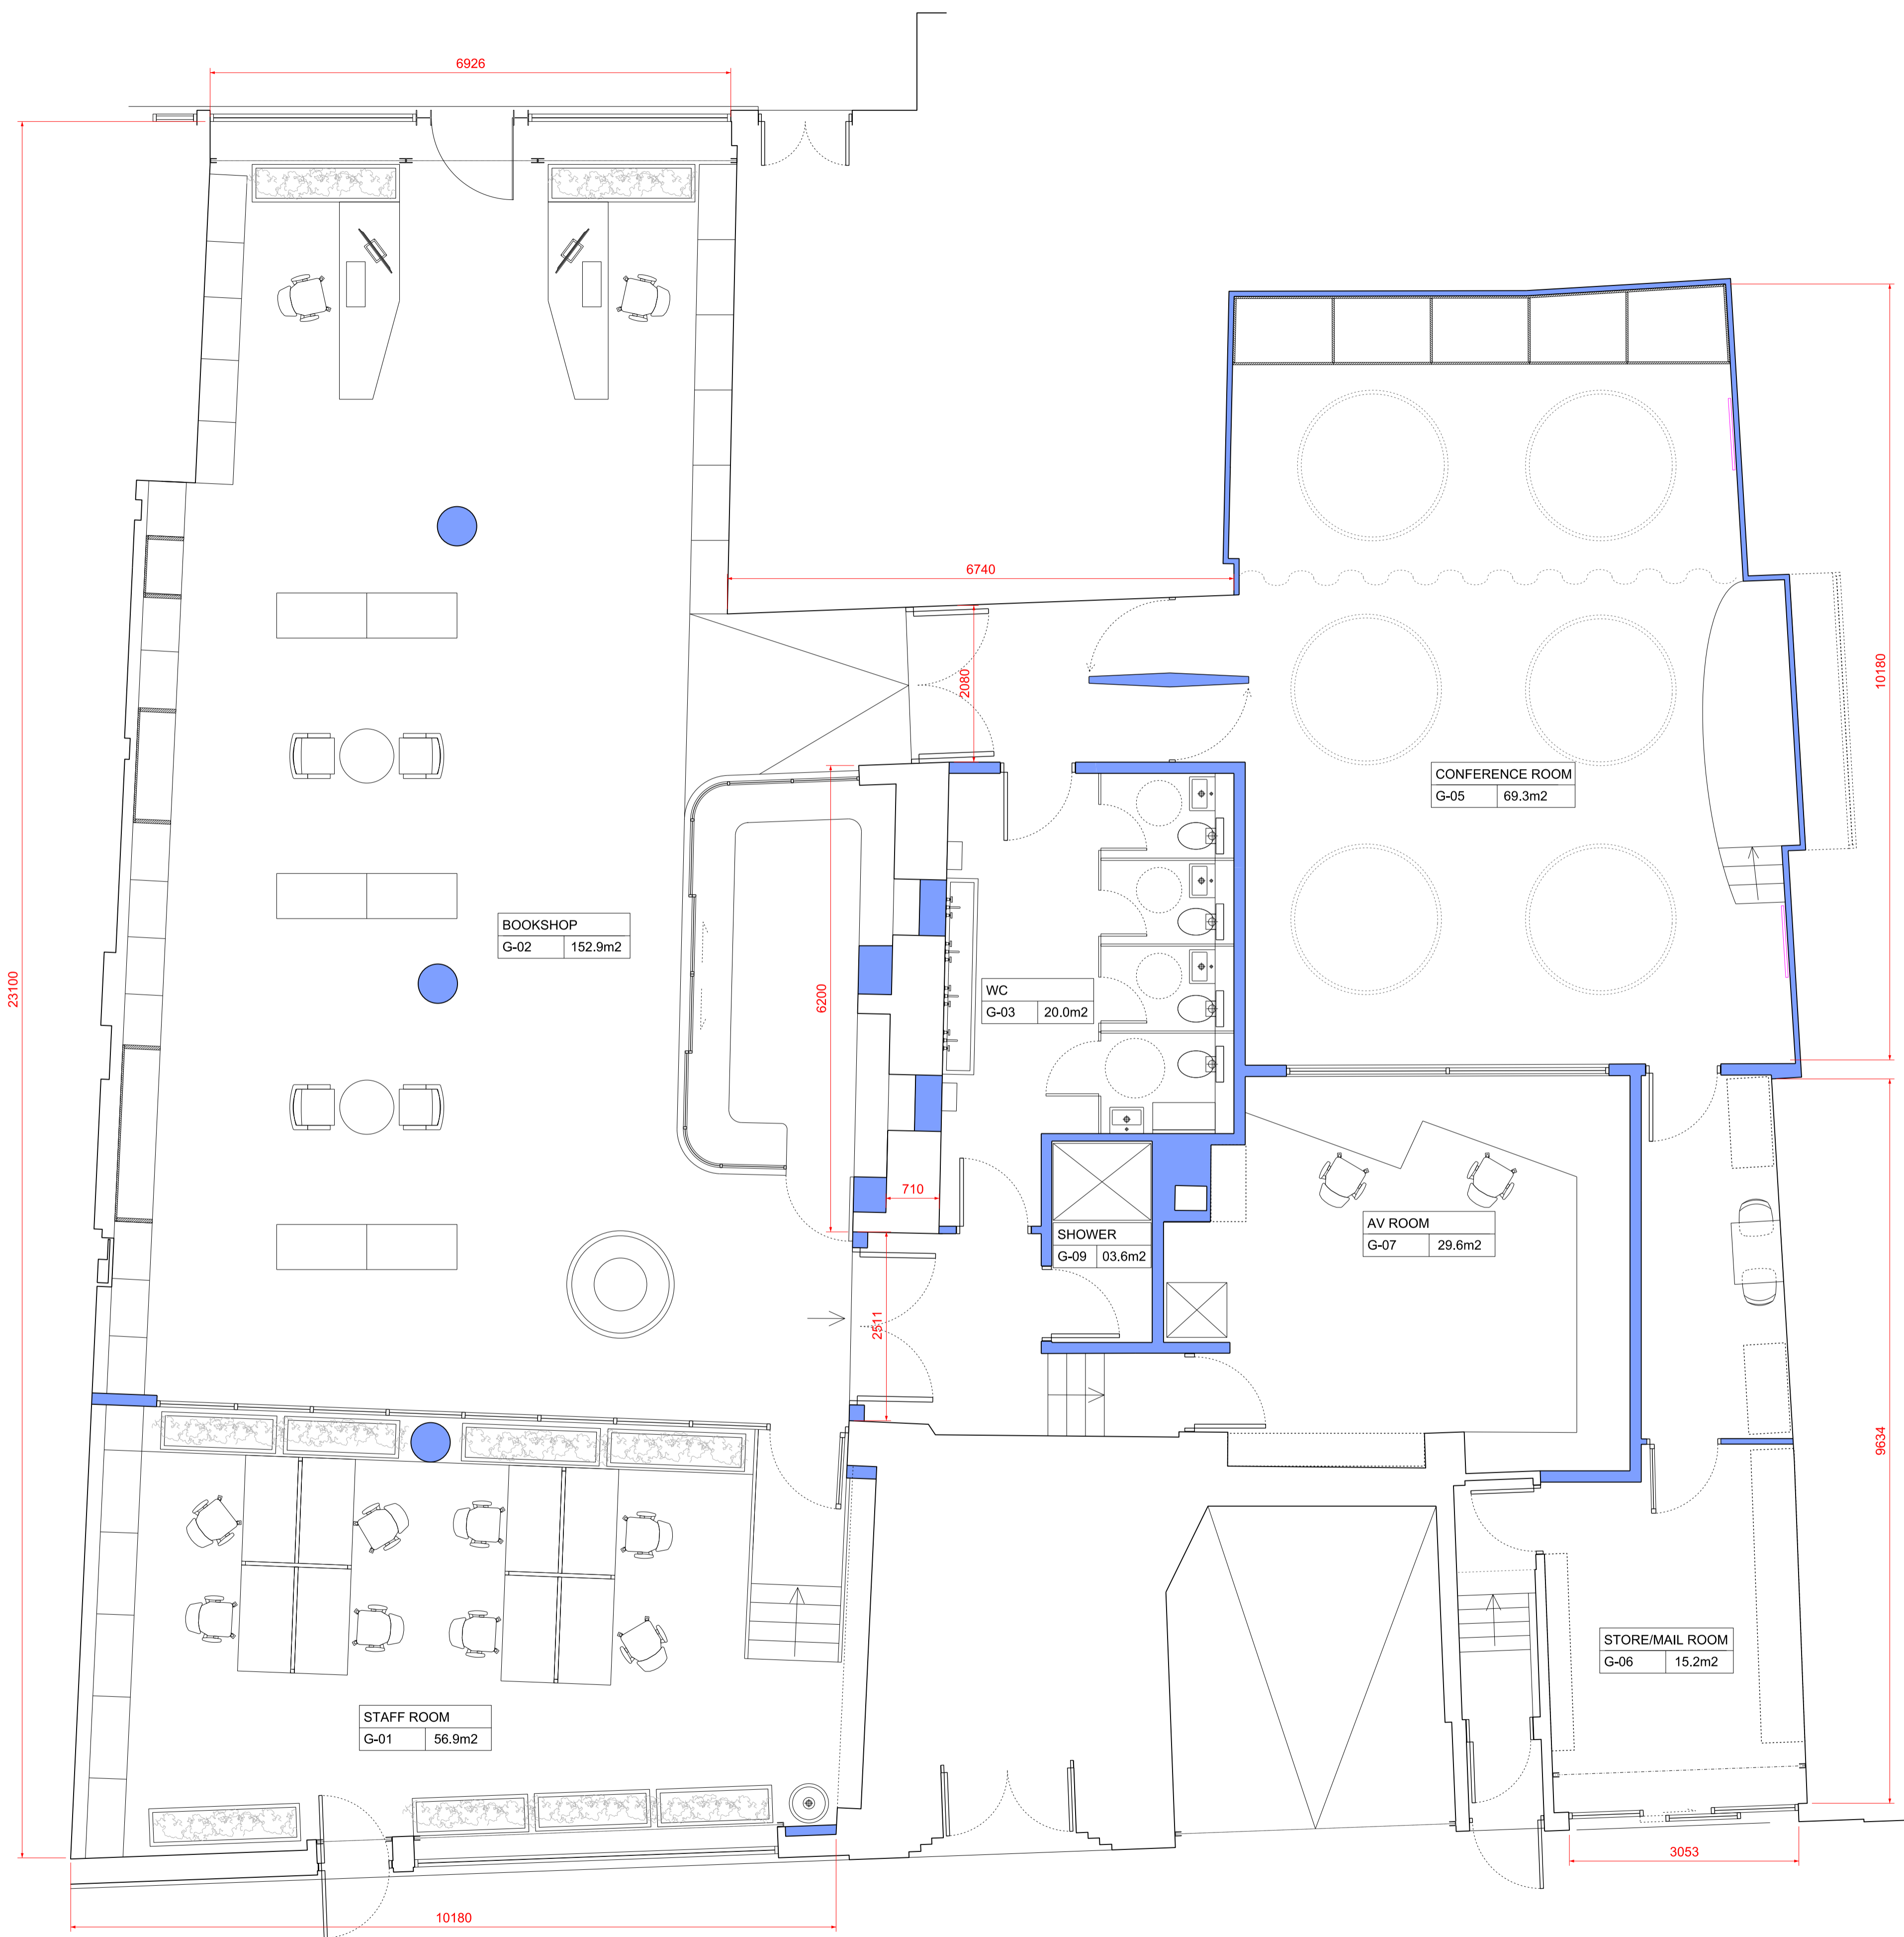 6926
6740
2080
10180
CONFERENCE ROOM
G-05 69.3m2
BOOKSHOP
G-02 152.9m2
23100
6200
WC
G-03 20.0m2
710
SHOWER
G-09 03.6m2
AV ROOM
G-07 29.6m2
2511
9634
STORE/MAIL ROOM
G-06 15.2m2
STAFF ROOM
G-01 56.9m2
3053
10180